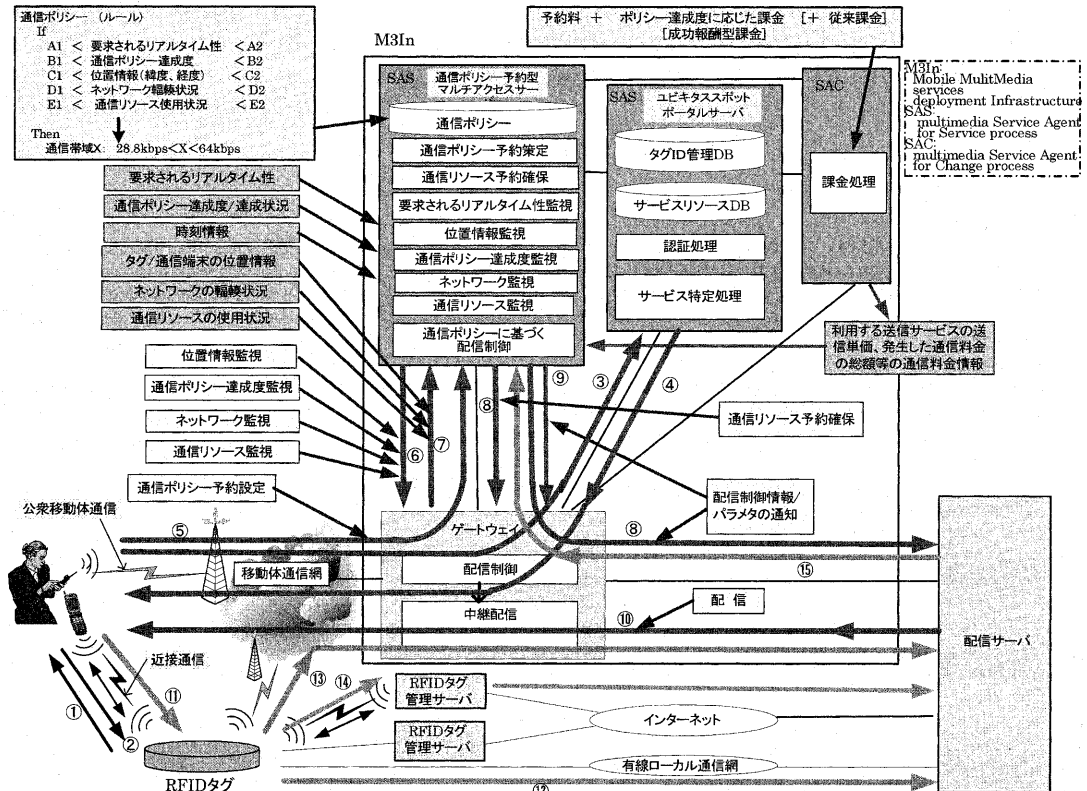 通信ポリシー (ルール)
If
A1 < 要求されるリアルタイム性 < A2
B1 < 通信ポリシー達成度 < B2
C1 < 位置情報(緯度、経度) < C2
D1 < ネットワーク輻輳状況 < D2
E1 < 通信リソース使用状況 < E2
Then
通信帯域X: 28.8kbps<X<64kbps
予約料 + ポリシー達成度に応じた課金 [+ 従来課金]
[成功報酬型課金]
M3In
SAS
通信ポリシー予約型
マルチアクセスサー
通信ポリシー
通信ポリシー予約策定
通信リソース予約確保
要求されるリアルタイム性監視
位置情報監視
通信ポリシー達成度監視
ネットワーク監視
通信リソース監視
通信ポリシーに基づく
配信制御
SAS
ユビキタススポット
ポータルサーバ
タグID管理DB
サービスリソースDB
認証処理
サービス特定処理
SAC
課金処理
M3In:
Mobile MulitMedia
services
deployment Infrastructure
SAS:
multimedia Service Agent
for Service process
SAC:
multimedia Service Agent
for Change process
要求されるリアルタイム性
通信ポリシー達成度/達成状況
時刻情報
タグ/通信端末の位置情報
ネットワークの輻輳状況
通信リソースの使用状況
位置情報監視
通信ポリシー達成度監視
ネットワーク監視
通信リソース監視
通信ポリシー予約設定
利用する送信サービスの送
信単価、発生した通信料金
の総額等の通信料金情報
⑨
③
④
⑧
⑦
⑥
通信リソース予約確保
配信制御情報/
パラメタの通知
公衆移動体通信
⑤
ゲートウェイ
⑧
移動体通信網
配信制御
⑮
中継配信
⑩
配 信
配信サーバ
近接通信
①
②
⑪
⑬
⑭
RFIDタグ
管理サーバ
インターネット
RFIDタグ
管理サーバ
有線ローカル通信網
RFIDタグ
⑫